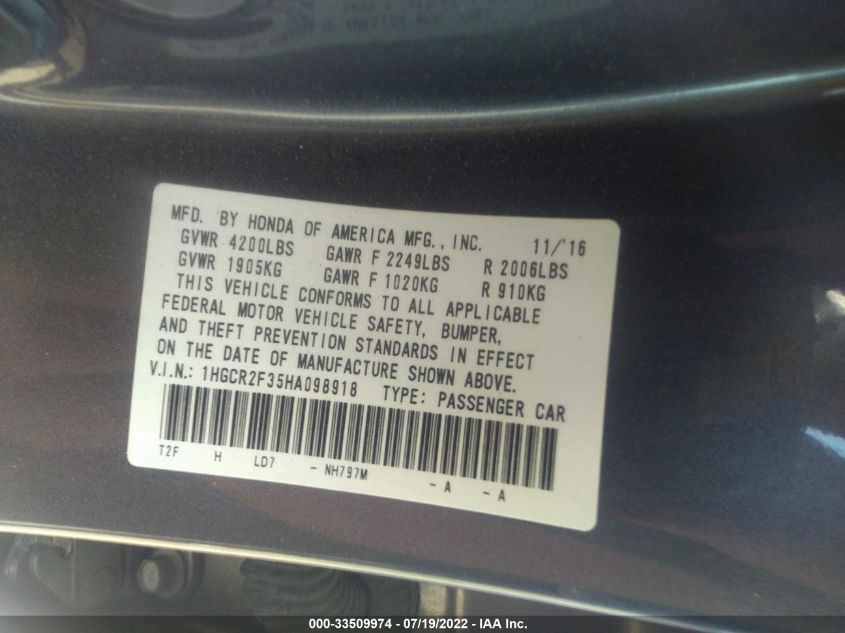 MFD. BY HONDA OF AMERICA MFG., INC. 11/'16
GVWR 4200LBS GAWR F 2249LBS R 2006LBS
GVWR 1905KG GAWR F 1020KG R 910KG
THIS VEHICLE CONFORMS TO ALL APPLICABLE
FEDERAL MOTOR VEHICLE SAFETY, BUMPER,
AND THEFT PREVENTION STANDARDS IN EFFECT
ON THE DATE OF MANUFACTURE SHOWN ABOVE.
V.I.N.: 1HGCR2F35HA098918 TYPE: PASSENGER CAR
T2F H LD7 - NH797M - A - A
000-33509974 / 07/19/2022 - IAA Inc.